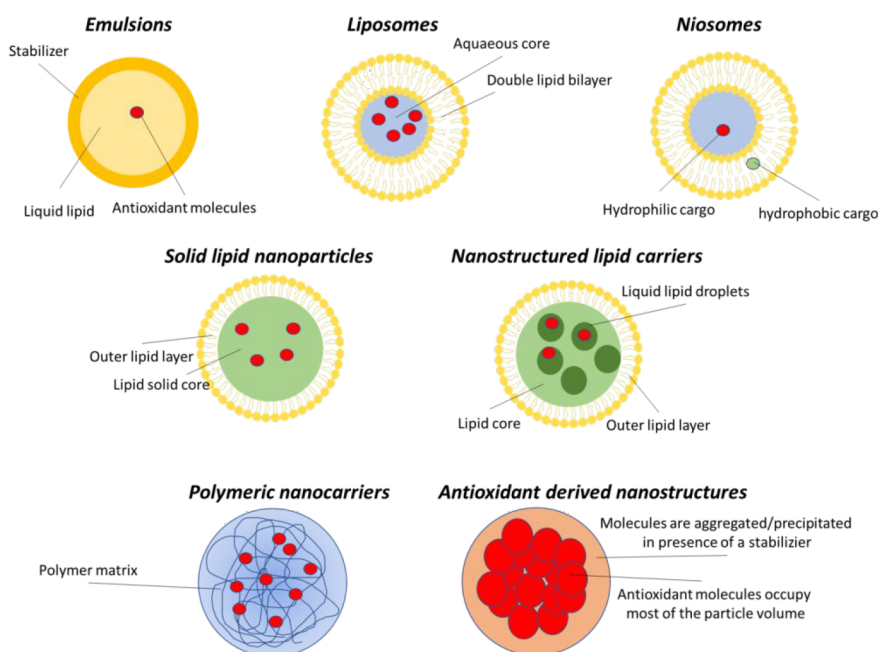 Emulsions
Stabilizer
Liquid lipid
Antioxidant molecules
Liposomes
Aquaeous core
Double lipid bilayer
Niosomes
Hydrophilic cargo
hydrophobic cargo
Solid lipid nanoparticles
Outer lipid layer
Lipid solid core
Nanostructured lipid carriers
Liquid lipid droplets
Lipid core
Outer lipid layer
Polymeric nanocarriers
Polymer matrix
Antioxidant derived nanostructures
Molecules are aggregated/precipitated
in presence of a stabilizier
Antioxidant molecules occupy
most of the particle volume